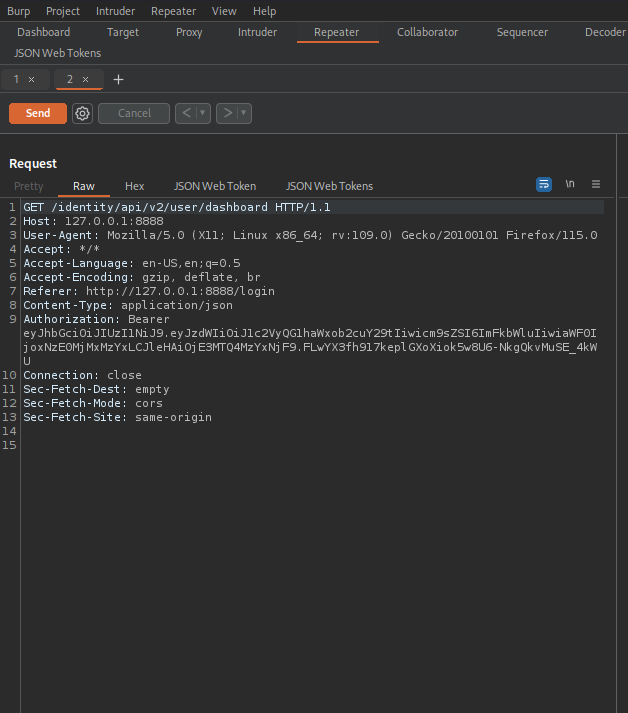 Burp Project Intruder Repeater View Help
Dashboard Target Proxy Intruder Repeater Collaborator Sequencer Decoder
JSON Web Tokens
1 × 2 × +
Send Cancel < ▾ > ▾
Request
Pretty Raw Hex JSON Web Token JSON Web Tokens \n
1 GET /identity/api/v2/user/dashboard HTTP/1.1
2 Host: 127.0.0.1:8888
3 User-Agent: Mozilla/5.0 (X11; Linux x86_64; rv:109.0) Gecko/20100101 Firefox/115.0
4 Accept: */*
5 Accept-Language: en-US,en;q=0.5
6 Accept-Encoding: gzip, deflate, br
7 Referer: http://127.0.0.1:8888/login
8 Content-Type: application/json
9 Authorization: Bearer
eyJhbGciOiJIUzI1NiJ9.eyJzdWIiOiJ1c2VyQG1haWxob2cuY29tIiwicm9sZSI6ImFkbWluIiwiaWF0I
joxNzE0MjMxMzYxLCJleHAiOjE3MTQ4MzYxNjF9.FLwYX3fh917keplGXoXiok5w8U6-NkgQkvMuSE_4kW
U
10 Connection: close
11 Sec-Fetch-Dest: empty
12 Sec-Fetch-Mode: cors
13 Sec-Fetch-Site: same-origin
14
15